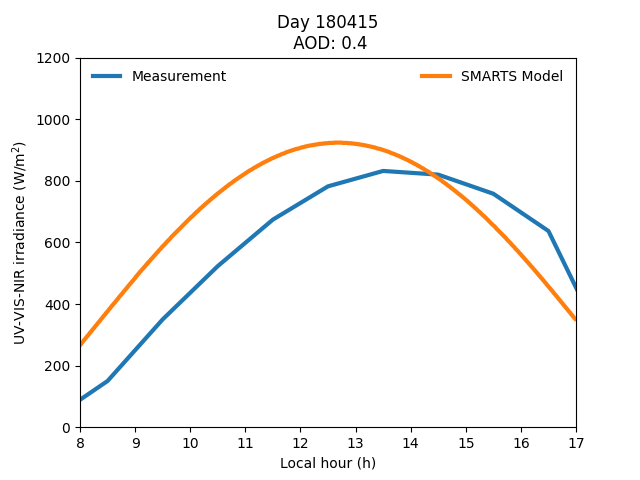 Day 180415
AOD: 0.4
Measurement
SMARTS Model
UV-VIS-NIR irradiance (W/m²)
1200
1000
800
600
400
200
0
8 9 10 11 12 13 14 15 16 17
Local hour (h)